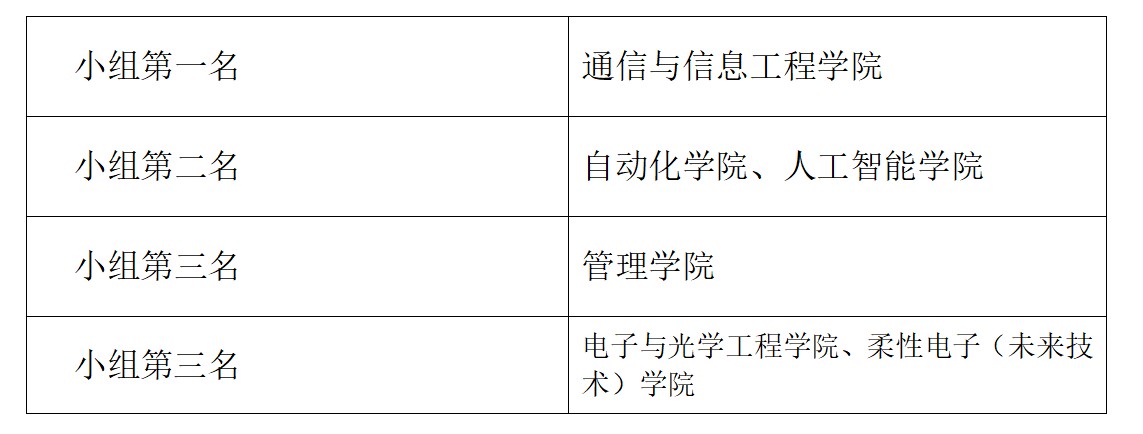 小组第一名
通信与信息工程学院
小组第二名
自动化学院、人工智能学院
小组第三名
管理学院
小组第三名
电子与光学工程学院、柔性电子（未来技
术）学院